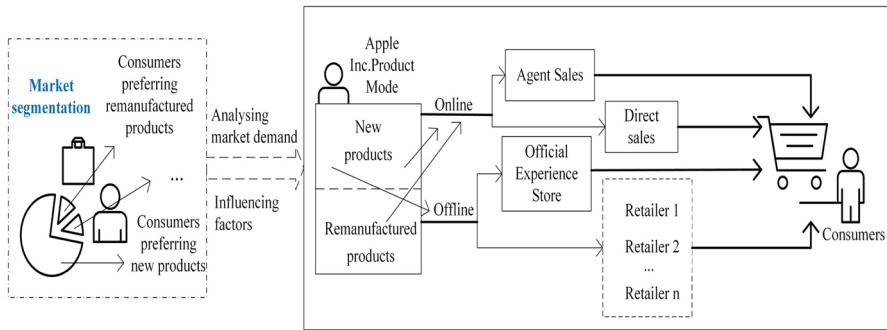 Market
segmentation
Consumers
preferring
remanufactured
products
...
Consumers
preferring
new products
Analysing
market demand
Influencing
factors
Apple
Inc.Product
Mode
New
products
Remanufactured
products
Online
Offline
Agent Sales
Direct
sales
Official
Experience
Store
Retailer 1
Retailer 2
...
Retailer n
Consumers